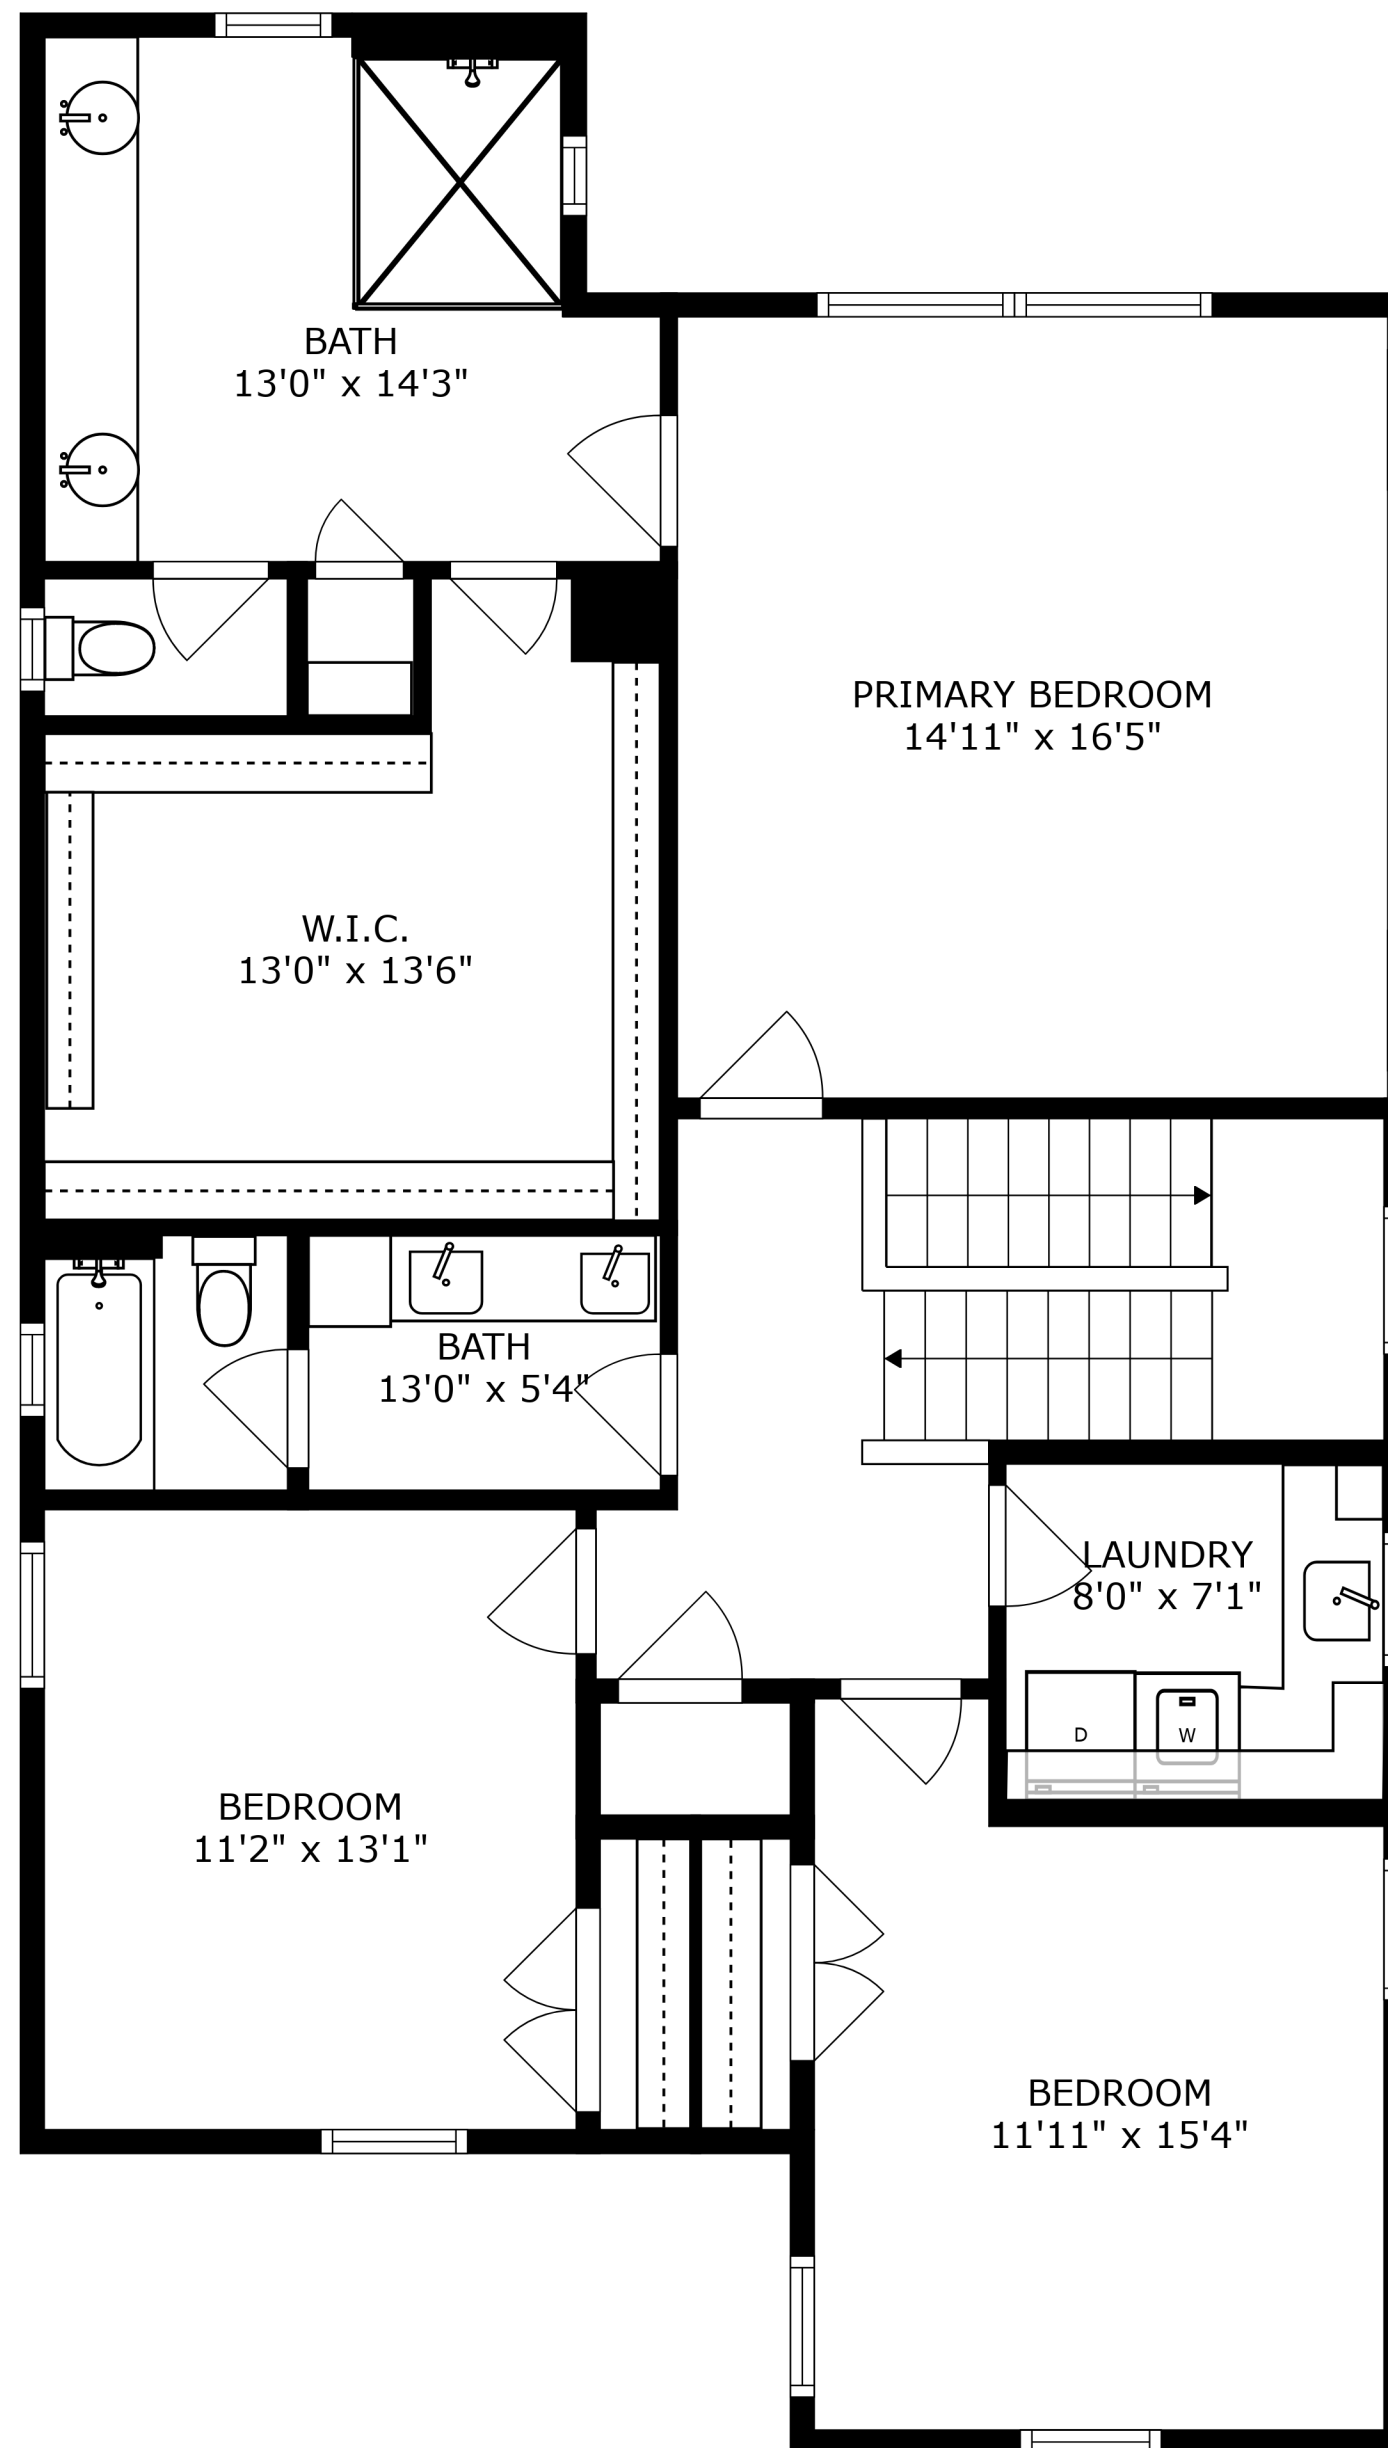 BATH
13'0" x 14'3"
PRIMARY BEDROOM
14'11" x 16'5"
W.I.C.
13'0" x 13'6"
BATH
13'0" x 5'4"
LAUNDRY
8'0" x 7'1"
D
W
BEDROOM
11'2" x 13'1"
BEDROOM
11'11" x 15'4"